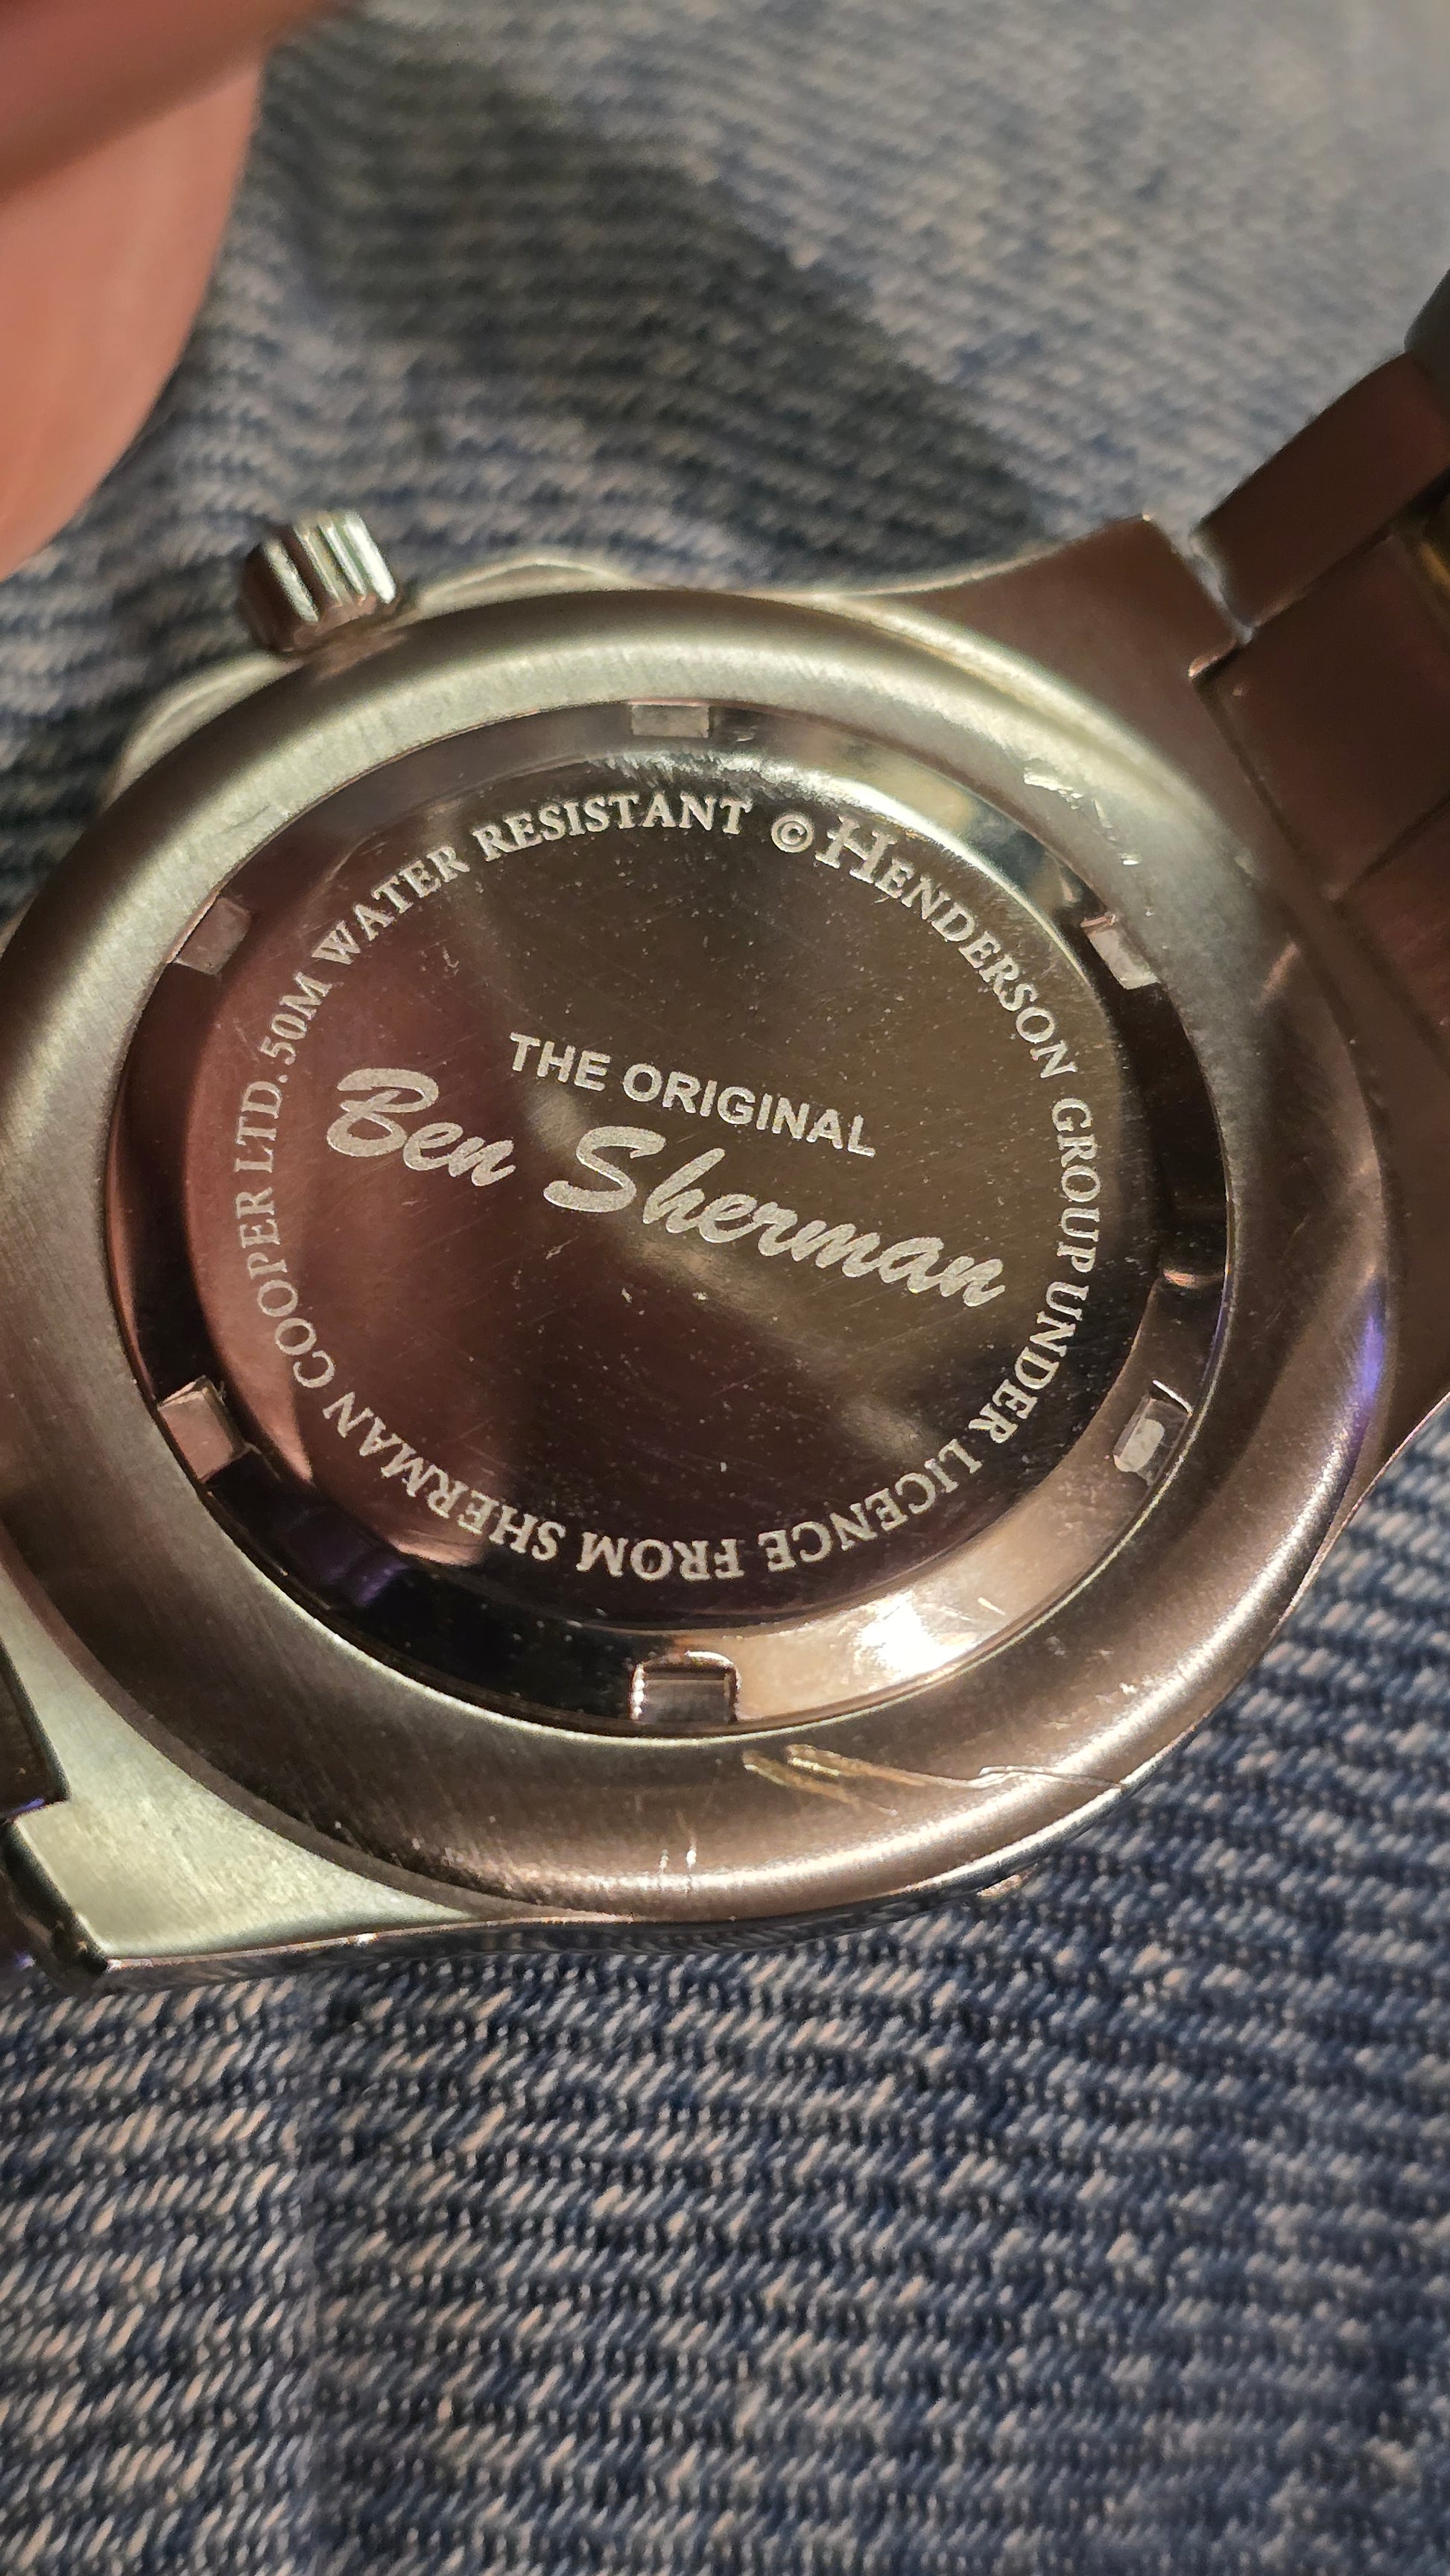 THE ORIGINAL
Ben Sherman
© HENDERSON GROUP UNDER LICENCE FROM SHERMAN COOPER LTD. 50M WATER RESISTANT